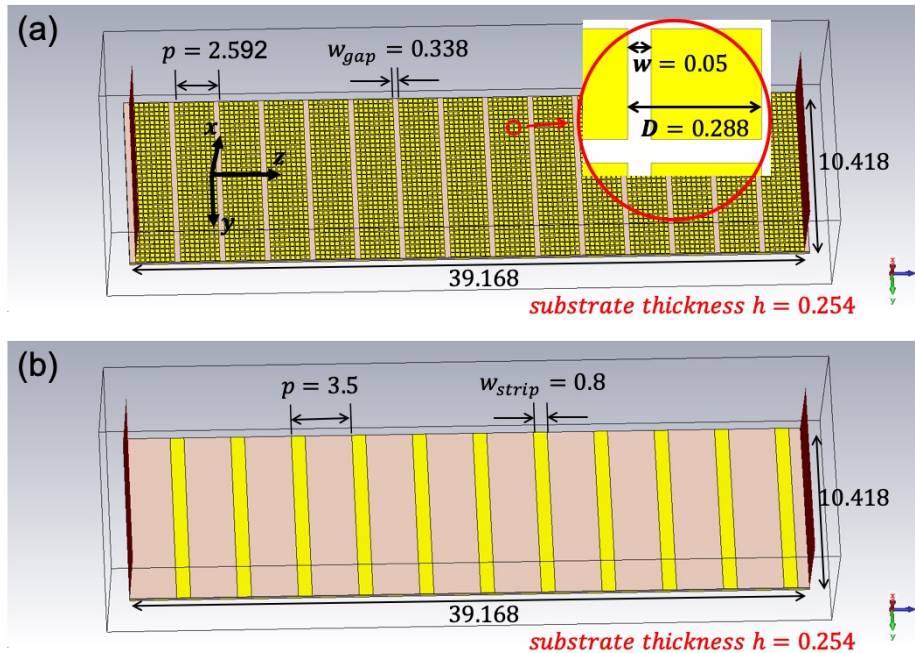 (a)
p = 2.592
w_gap = 0.338
w = 0.05
D = 0.288
x
z
y
10.418
39.168
substrate thickness h = 0.254
x
y
(b)
p = 3.5
w_strip = 0.8
10.418
39.168
substrate thickness h = 0.254
x
y